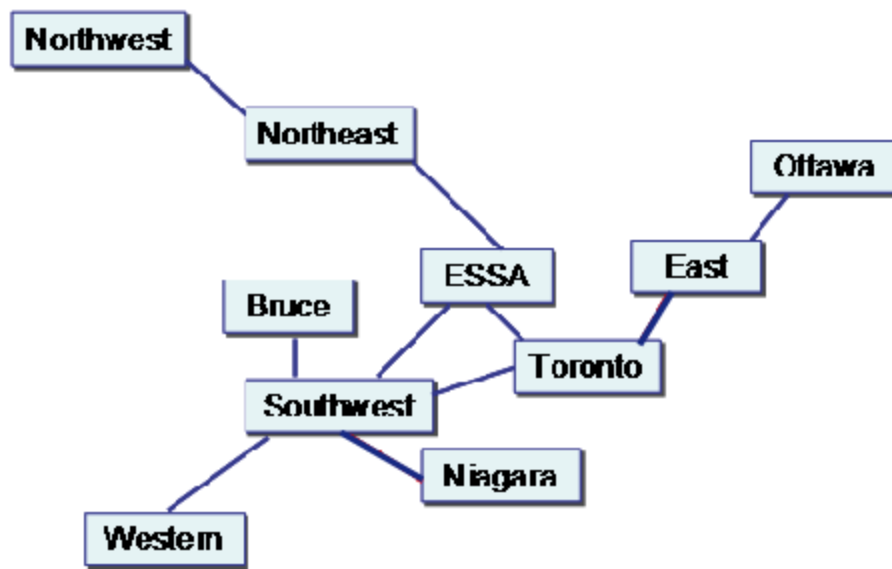 Northwest
Northeast
Ottawa
ESSA
East
Bruce
Toronto
Southwest
Niagara
Western